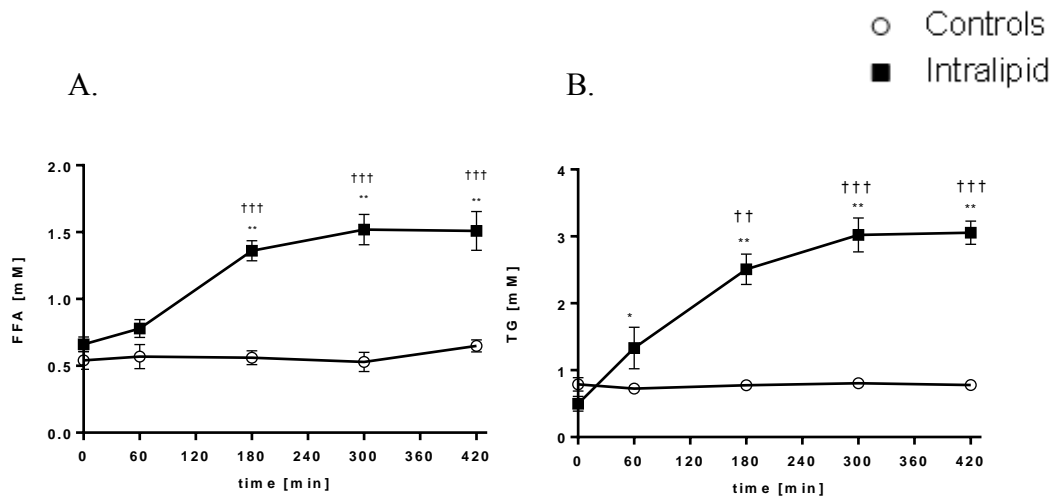 Controls
Intralipid
A.
B.
2.0
1.5
1.0
0.5
0.0
FFA [mM]
†††
**
†††
**
†††
**
0 60 120 180 240 300 360 420
time [min]
4
3
2
1
0
TG [mM]
*
††
**
†††
**
†††
**
0 60 120 180 240 300 360 420
time [min]